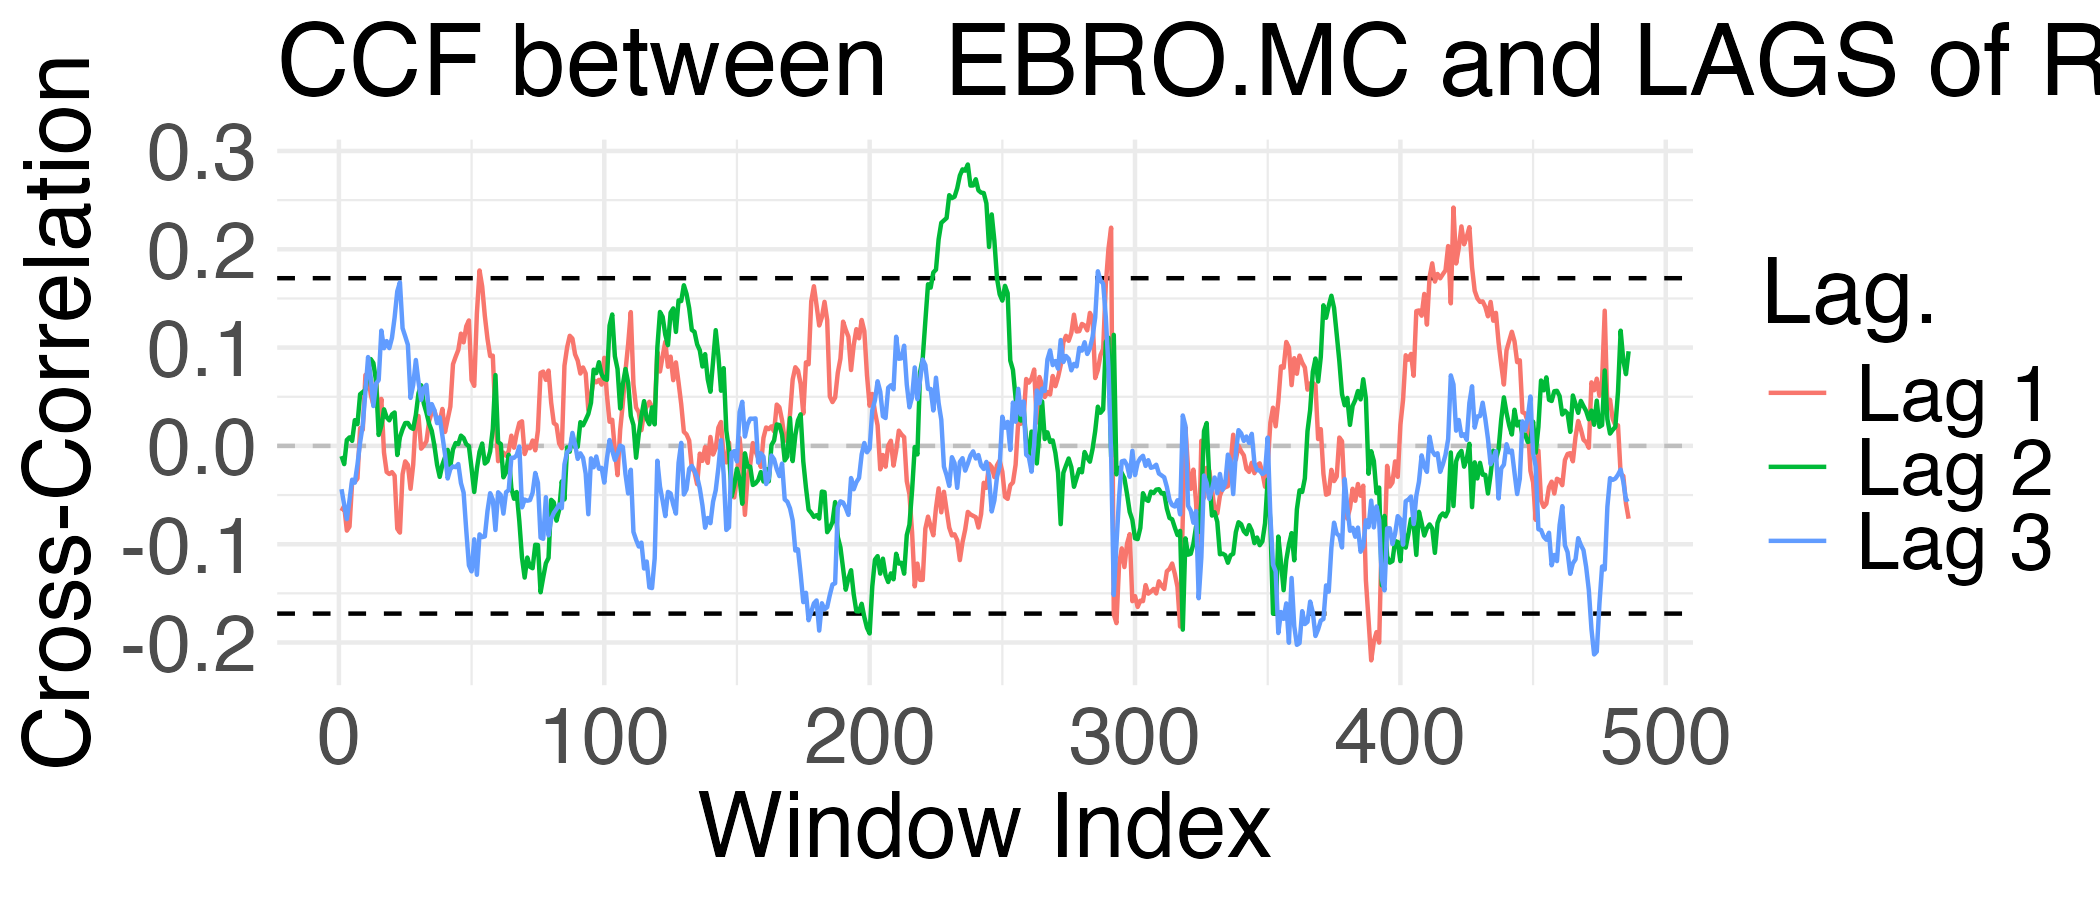 CCF between EBRO.MC and LAGS of R
Cross-Correlation
0.3
0.2
0.1
0.0
-0.1
-0.2
0 100 200 300 400 500
Window Index
Lag.
Lag 1
Lag 2
Lag 3